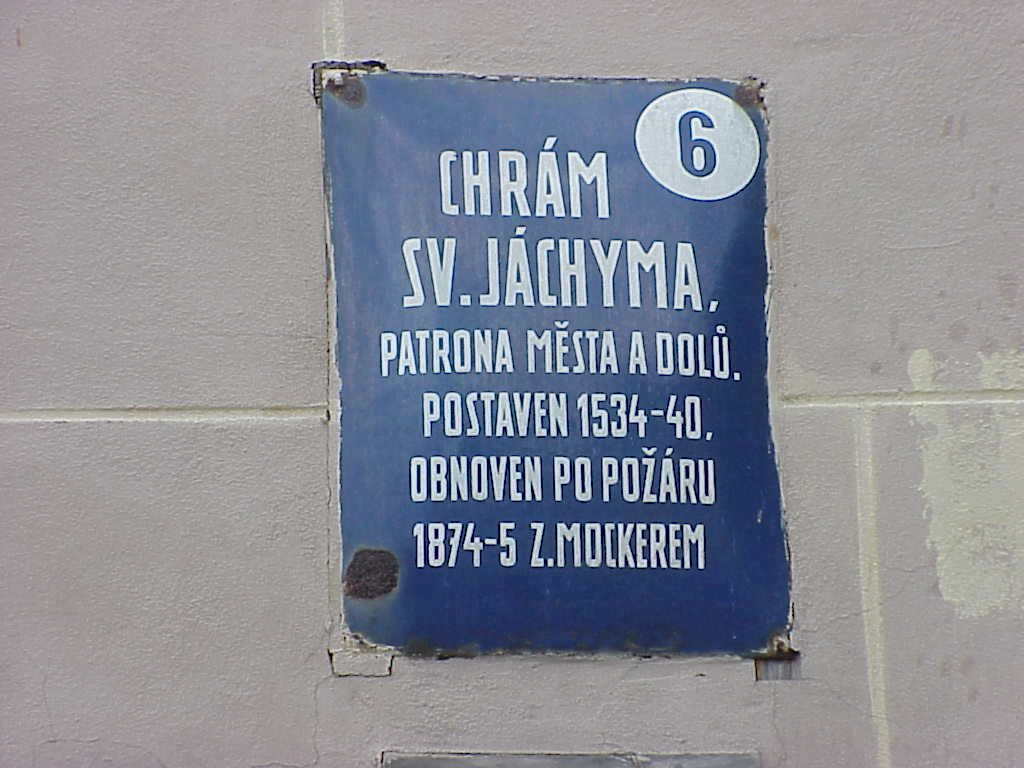 6
CHRÁM
SV. JÁCHYMA,
PATRONA MĚSTA A DOLŮ.
POSTAVEN 1534-40,
OBNOVEN PO POŽÁRU
1874-5 Z. MOCKEREM